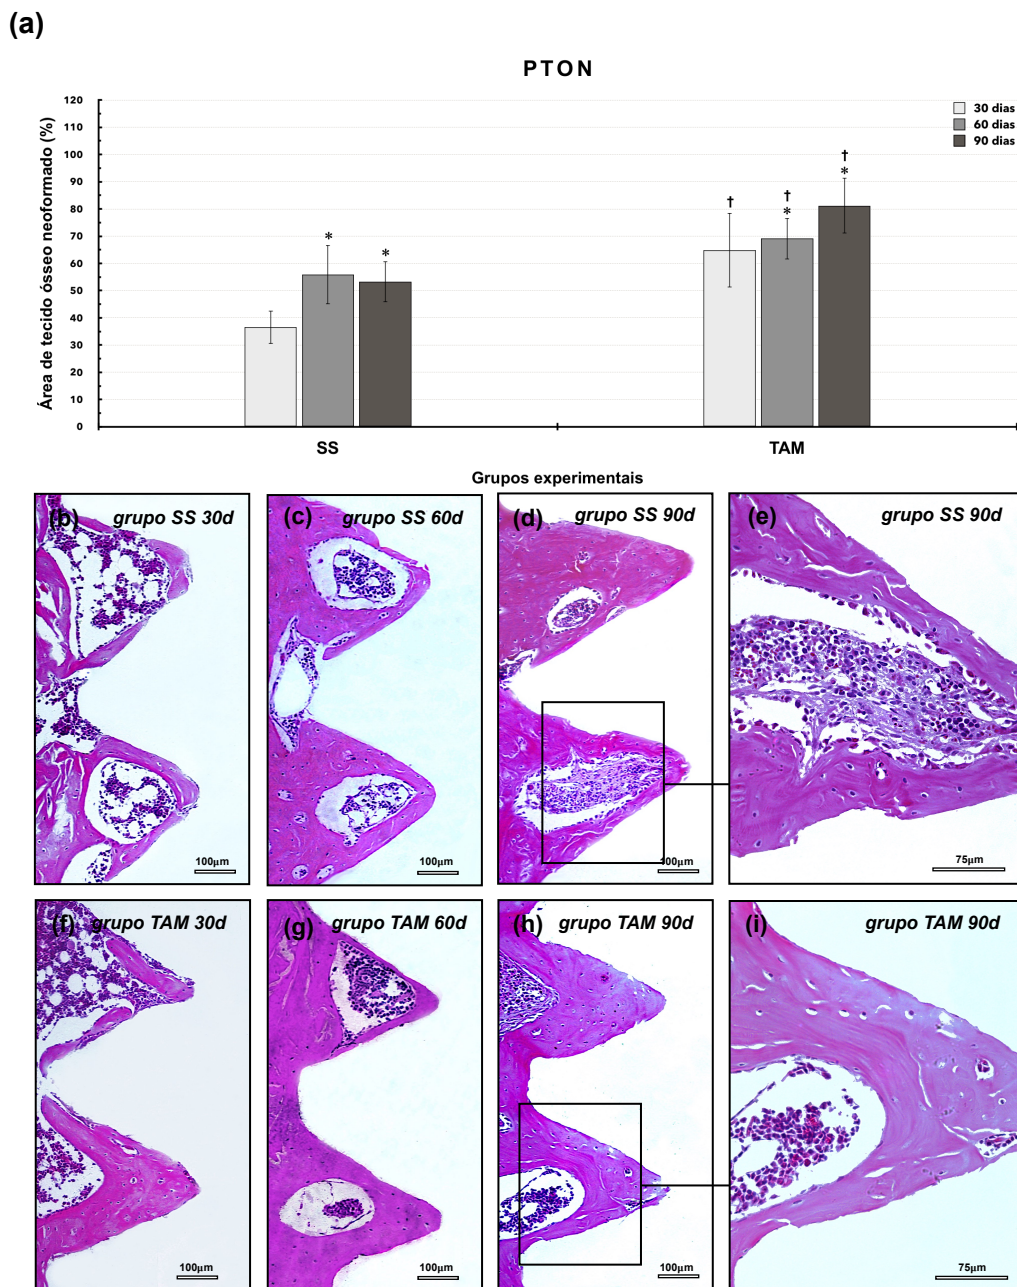 (a)
PTON
Área de tecido ósseo neoformado (%)
120
110
100
90
80
70
60
50
40
30
20
10
0
30 dias
60 dias
90 dias
*
*
†
†
*
†
*
SS
TAM
Grupos experimentais
(b) grupo SS 30d
100µm
(c) grupo SS 60d
100µm
(d) grupo SS 90d
100µm
(e) grupo SS 90d
75µm
(f) grupo TAM 30d
100µm
(g) grupo TAM 60d
100µm
(h) grupo TAM 90d
100µm
(i) grupo TAM 90d
75µm